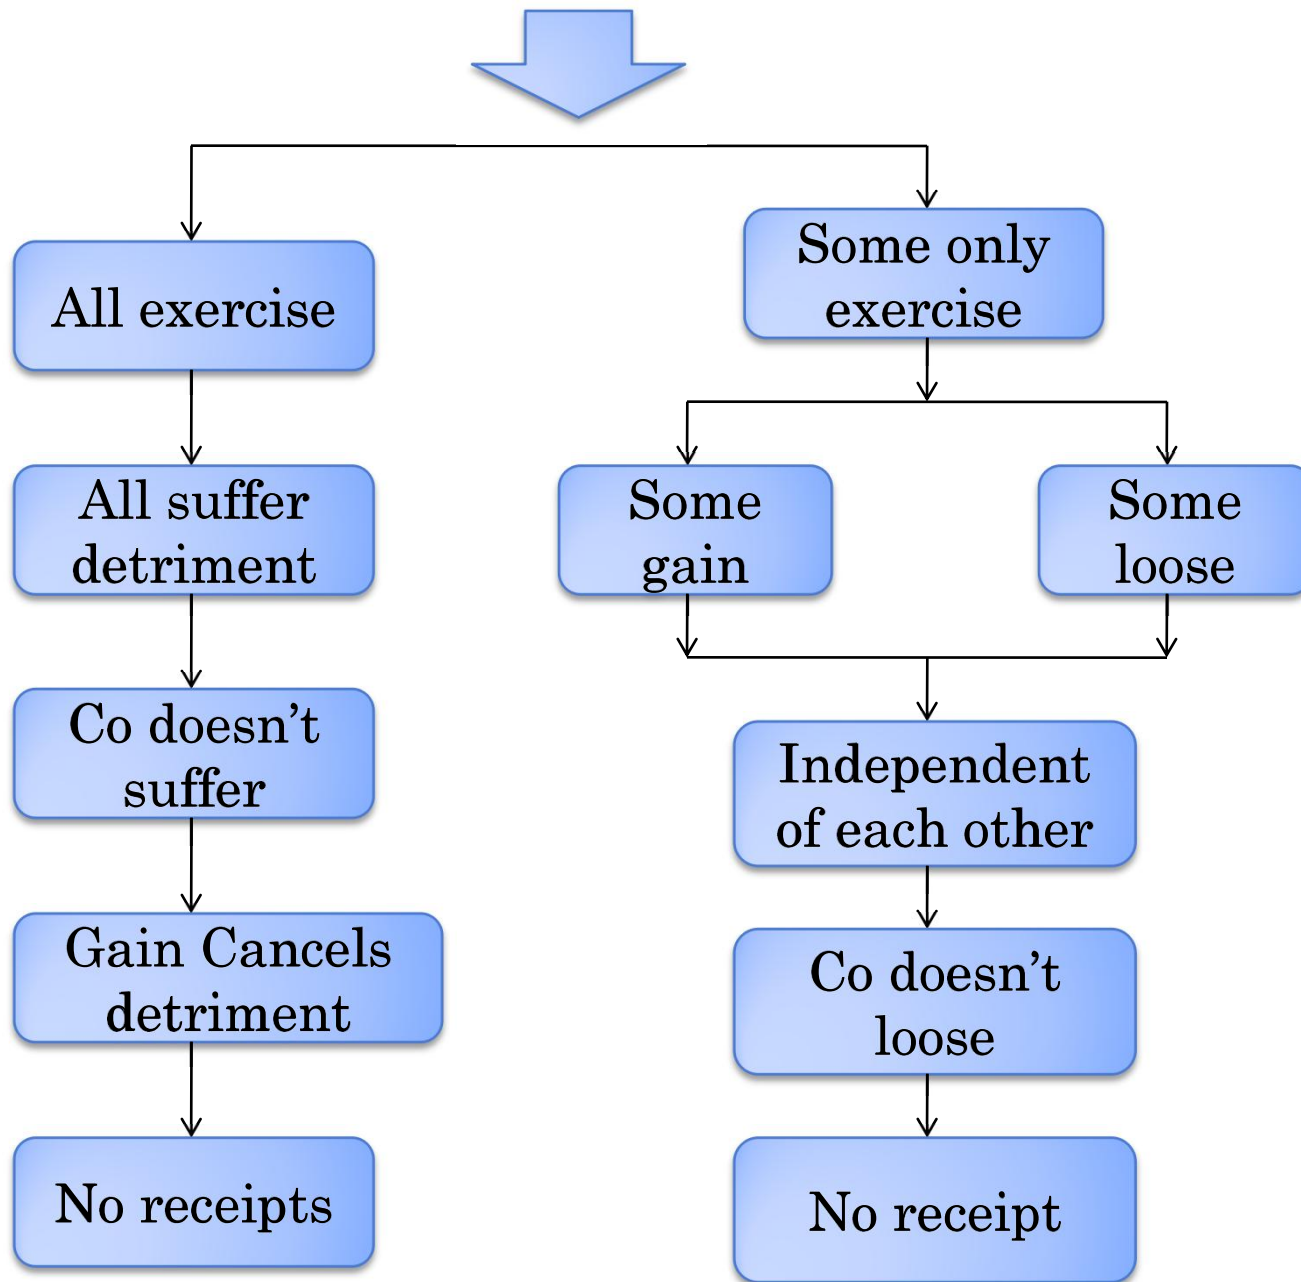 All exercise
All suffer
detriment
Co doesn’t
suffer
Gain Cancels
detriment
No receipts
Some only
exercise
Some
gain
Some
loose
Independent
of each other
Co doesn’t
loose
No receipt